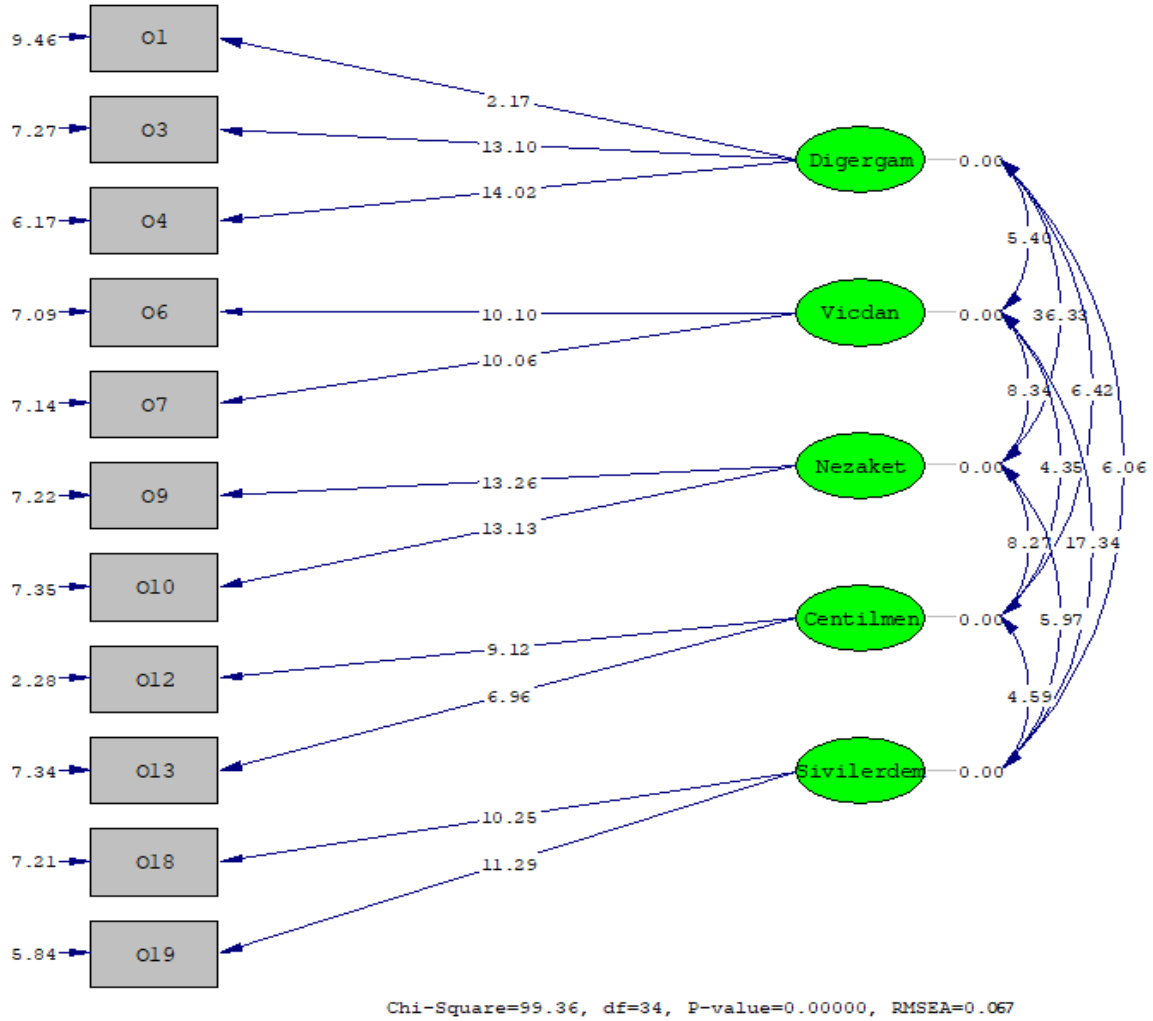 9.46 O1
2.17
7.27 O3
13.10
Digergam 0.00
14.02
6.17 O4
5.40
7.09 O6
10.10
Vicdan 0.00 36.33
10.06
8.34 6.42
7.14 O7
Nezaket 0.00 4.35 6.06
13.26
7.22 O9
13.13
8.27 17.34
7.35 O10
Centilmen 0.00 5.97
9.12
2.28 O12
6.96
4.59
7.34 O13
Sivilerdem 0.00
10.25
7.21 O18
11.29
5.84 O19
Chi-Square=99.36, df=34, P-value=0.00000, RMSEA=0.067